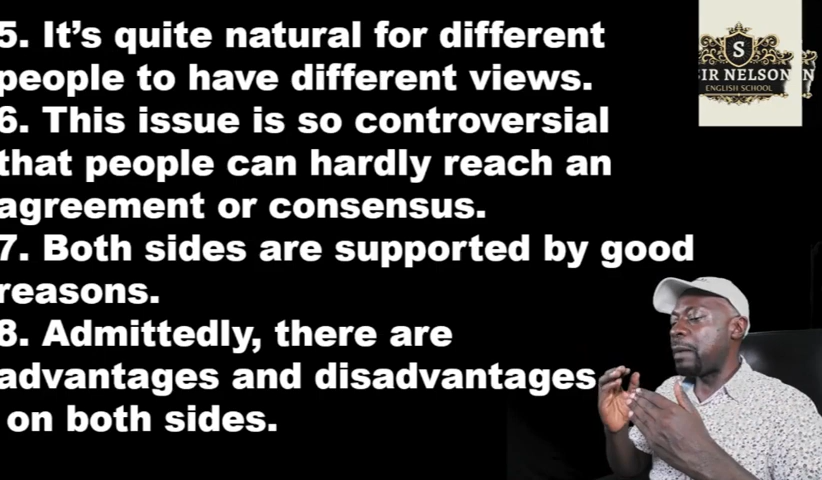 5. It’s quite natural for different
people to have different views.
6. This issue is so controversial
that people can hardly reach an
agreement or consensus.
7. Both sides are supported by good
reasons.
8. Admittedly, there are
advantages and disadvantages
on both sides.
S
SIR NELSON
ENGLISH SCHOOL